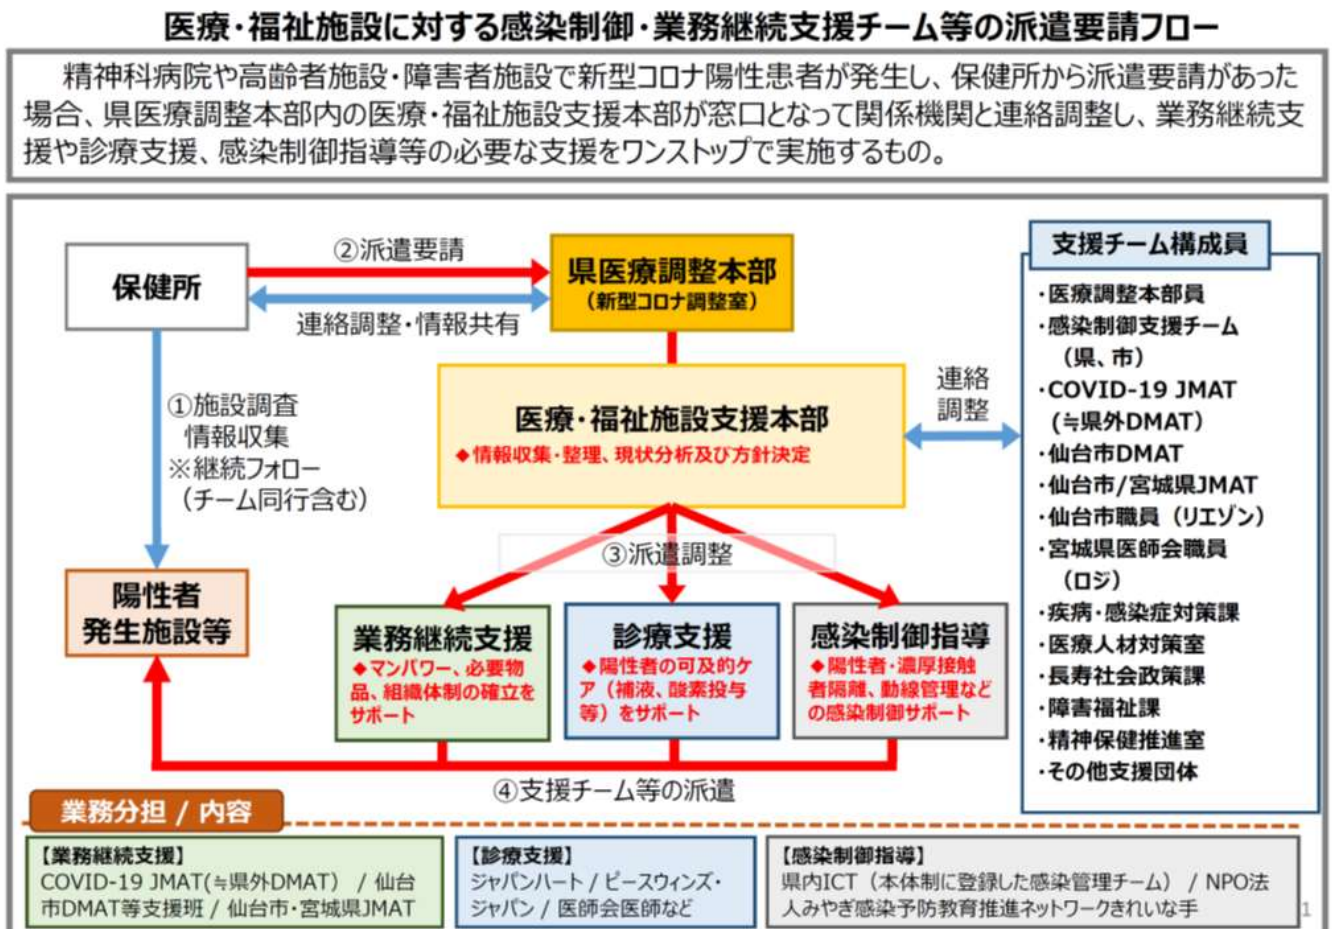 医療・福祉施設に対する感染制御・業務継続支援チーム等の派遣要請フロー
精神科病院や高齢者施設・障害者施設で新型コロナ陽性患者が発生し、保健所から派遣要請があった
場合、県医療調整本部内の医療・福祉施設支援本部が窓口となって関係機関と連絡調整し、業務継続支
援や診療支援、感染制御指導等の必要な支援をワンストップで実施するもの。
保健所
②派遣要請
連絡調整・情報共有
県医療調整本部
（新型コロナ調整室）
①施設調査
情報収集
※継続フォロー
（チーム同行含む）
医療・福祉施設支援本部
◆情報収集・整理、現状分析及び方針決定
連絡
調整
③派遣調整
陽性者
発生施設等
業務継続支援
◆マンパワー、必要物
品、組織体制の確立を
サポート
診療支援
◆陽性者の可及的ケ
ア（補液、酸素投与
等）をサポート
感染制御指導
◆陽性者・濃厚接触
者隔離、動線管理など
の感染制御サポート
④支援チーム等の派遣
支援チーム構成員
・医療調整本部員
・感染制御支援チーム
（県、市）
・COVID-19 JMAT
(≒県外DMAT）
・仙台市DMAT
・仙台市/宮城県JMAT
・仙台市職員（リエゾン）
・宮城県医師会職員
（ロジ）
・疾病・感染症対策課
・医療人材対策室
・長寿社会政策課
・障害福祉課
・精神保健推進室
・その他支援団体
業務分担 / 内容
【業務継続支援】
COVID-19 JMAT(≒県外DMAT） / 仙台
市DMAT等支援班 / 仙台市・宮城県JMAT
【診療支援】
ジャパンハート / ピースウィンズ・
ジャパン / 医師会医師など
【感染制御指導】
県内ICT（本体制に登録した感染管理チーム） / NPO法
人みやぎ感染予防教育推進ネットワークきれいな手
1